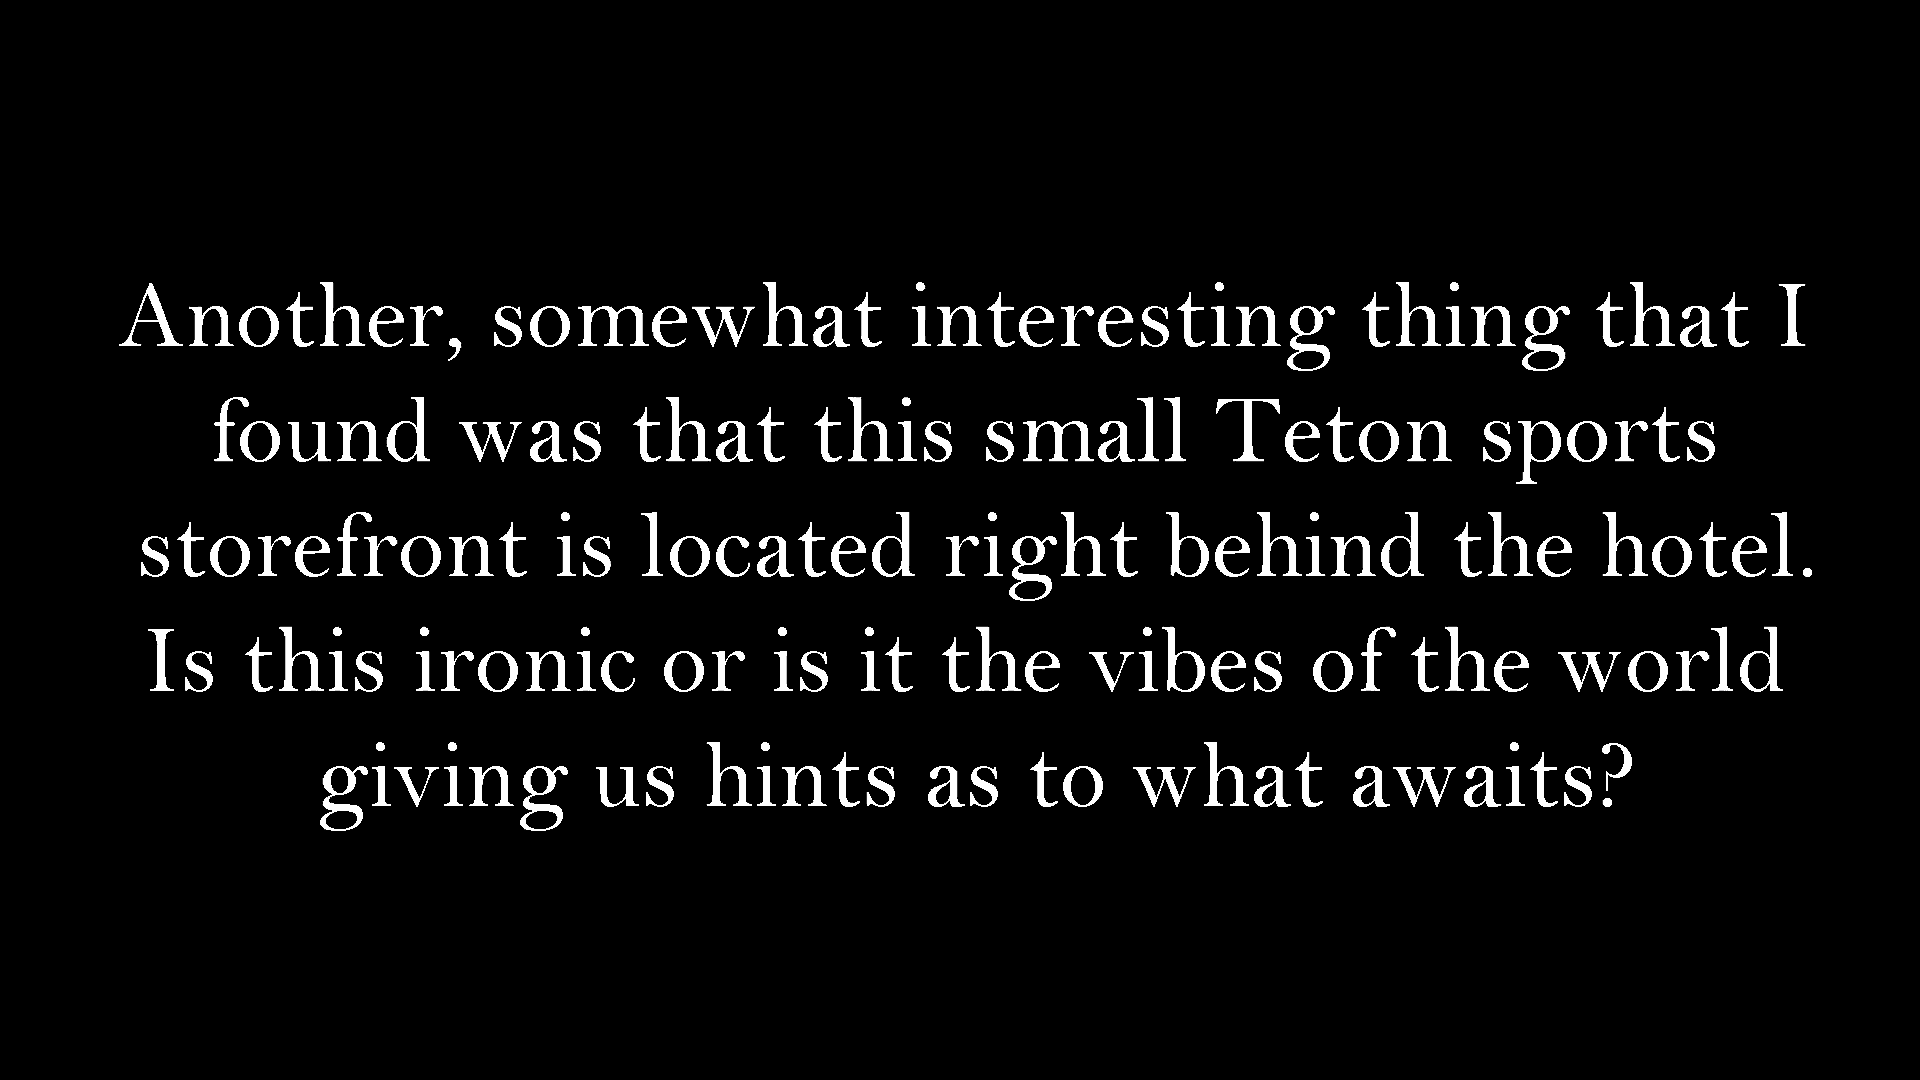 Another, somewhat interesting thing that I
found was that this small Teton sports
storefront is located right behind the hotel.
Is this ironic or is it the vibes of the world
giving us hints as to what awaits?